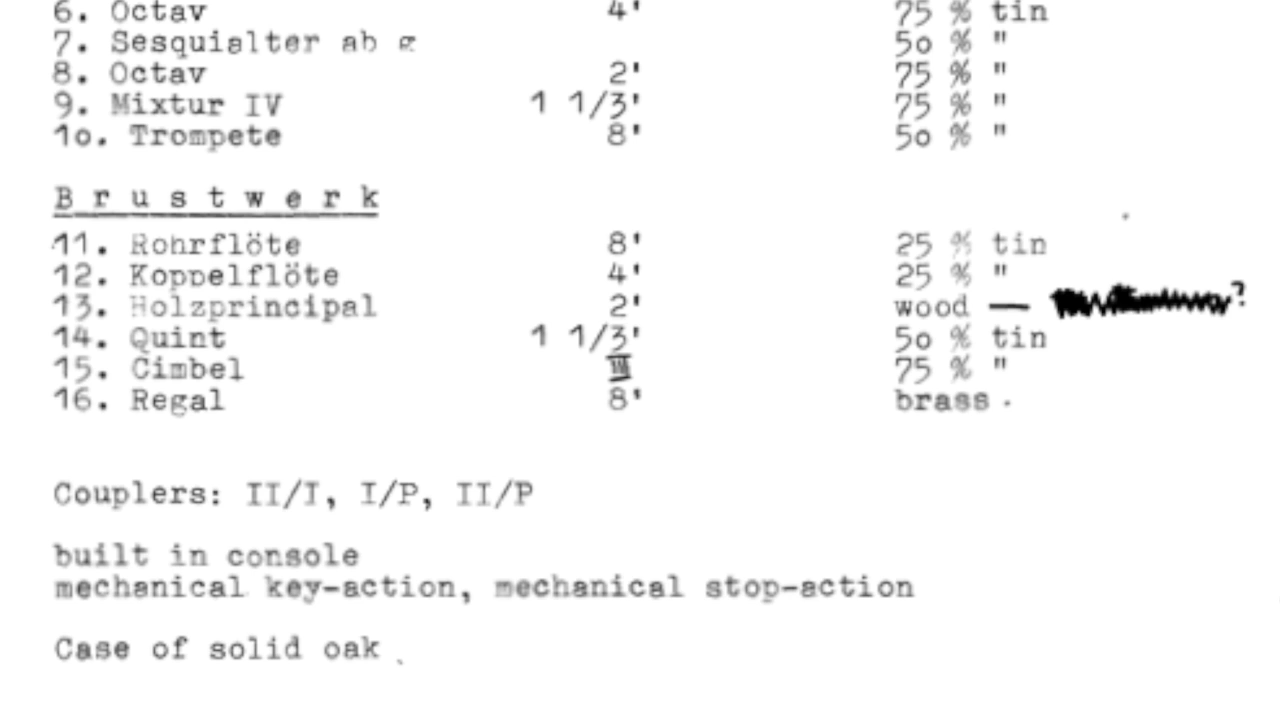 6. Octav 4' 75 % tin
7. Sesquialter ab g 50 % "
8. Octav 2' 75 % "
9. Mixtur IV 1 1/3' 75 % "
1o. Trompete 8' 5o % "
B r u s t w e r k
11. Rohrflöte 8' 25 % tin
12. Koppelflöte 4' 25 % "
13. Holzprincipal 2' wood — ?
14. Quint 1 1/3' 5o % tin
15. Cimbel 75 % "
16. Regal 8' brass .
Couplers: II/I, I/P, II/P
built in console
mechanical key-action, mechanical stop-action
Case of solid oak